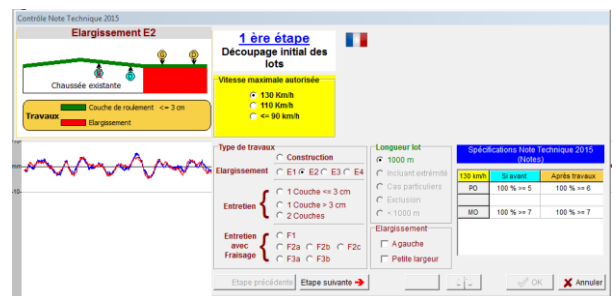 Contrôle Note Technique 2015
Elargissement E2
G
D
G
D
Chaussée existante
Travaux
Couche de roulement <= 3 cm
Elargissement
1 ère étape
Découpage initial des
lots
Vitesse maximale autorisée
130 Km/h
110 Km/h
<= 90 km/h
Type de travaux
Construction
Elargissement
E1 E2 E3 E4
Entretien
1 Couche <= 3 cm
1 Couche > 3 cm
2 Couches
Entretien
avec
Fraisage
F1
F2a F2b F2c
F3a F3b
Longueur lot
1000 m
Incluant extrémité
Cas particuliers
Exclusion
< 1000 m
Elargissement
A gauche
Petite largeur
Spécifications Note Technique 2015
(Notes)
130 km/h Si avant Après travaux
PO 100 % >= 5 100 % >= 6
MO 100 % >= 7 100 % >= 7
Etape précédente
Etape suivante
OK
Annuler